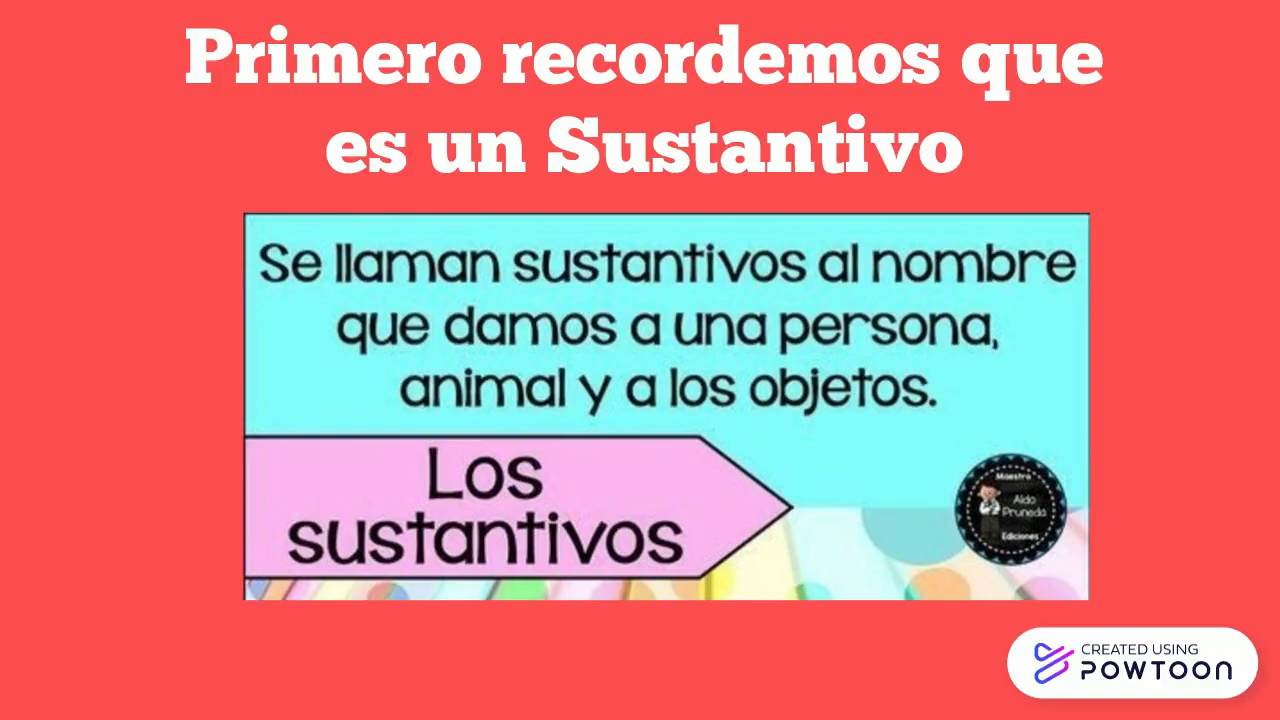 Primero recordemos que
es un Sustantivo
Se llaman sustantivos al nombre
que damos a una persona,
animal y a los objetos.
Los
sustantivos
Maestro
Aldo
Pruneda
Ediciones
CREATED USING
POWTOON